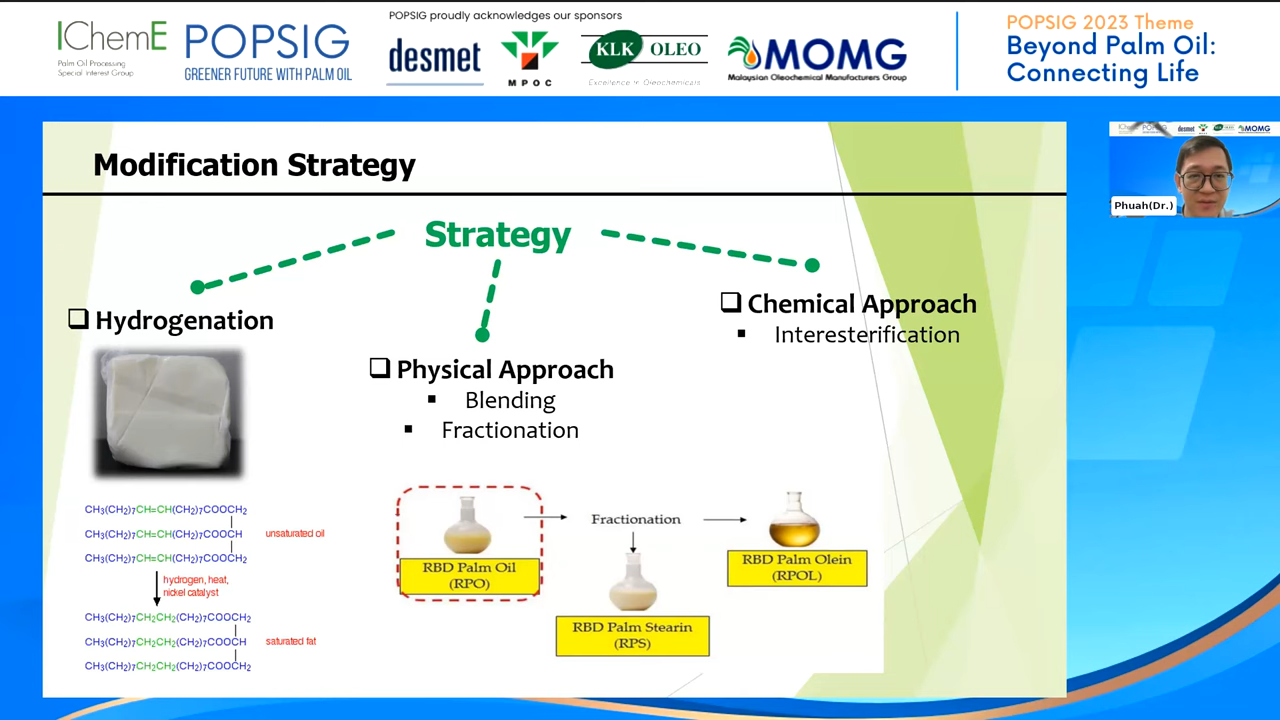 IChemE
Palm Oil Processing
Special Interest Group
POPSIG
GREENER FUTURE WITH PALM OIL
POPSIG proudly acknowledges our sponsors
desmet
MPOC
KLK OLEO
Excellence in Oleochemicals
MOMG
Malaysian Oleochemical Manufacturers Group
POPSIG 2023 Theme
Beyond Palm Oil:
Connecting Life
Modification Strategy
Strategy
Hydrogenation
CH₃(CH₂)₇CH=CH(CH₂)₇COOCH₂
CH₃(CH₂)₇CH=CH(CH₂)₇COOCH
unsaturated oil
CH₃(CH₂)₇CH=CH(CH₂)₇COOCH₂
hydrogen, heat,
nickel catalyst
CH₃(CH₂)₇CH₂CH₂(CH₂)₇COOCH₂
CH₃(CH₂)₇CH₂CH₂(CH₂)₇COOCH
saturated fat
CH₃(CH₂)₇CH₂CH₂(CH₂)₇COOCH₂
Physical Approach
Blending
Fractionation
RBD Palm Oil
(RPO)
Fractionation
RBD Palm Stearin
(RPS)
RBD Palm Olein
(RPOL)
Chemical Approach
Interesterification
desmet
MOMG
Phuah(Dr.)